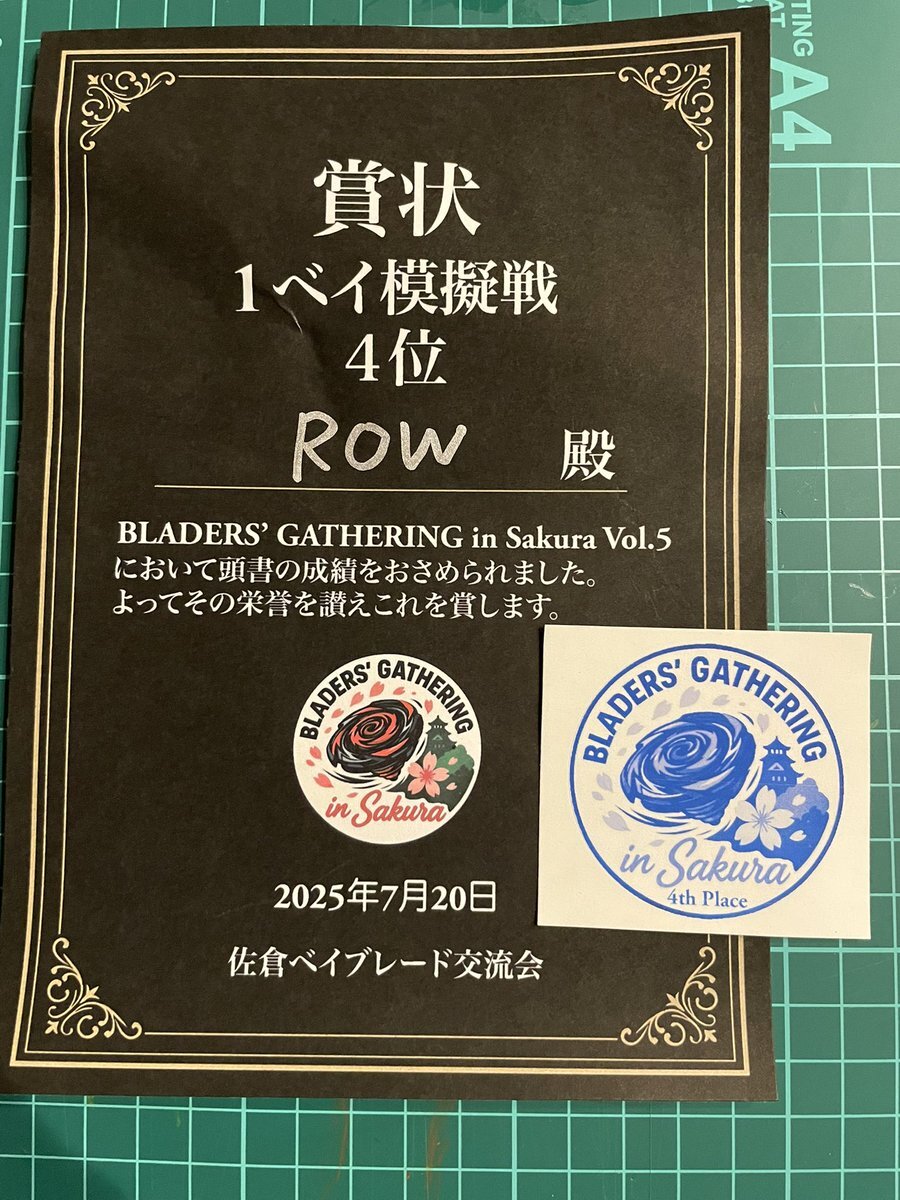 賞状
1ベイ模擬戦
4位
ROW 殿
BLADERS' GATHERING in Sakura Vol.5
において頭書の成績をおさめられました。
よってその栄誉を讃えこれを賞します。
BLADERS' GATHERING
in Sakura
2025年7月20日
佐倉ベイブレード交流会
BLADERS' GATHERING
in Sakura
4th Place
A4